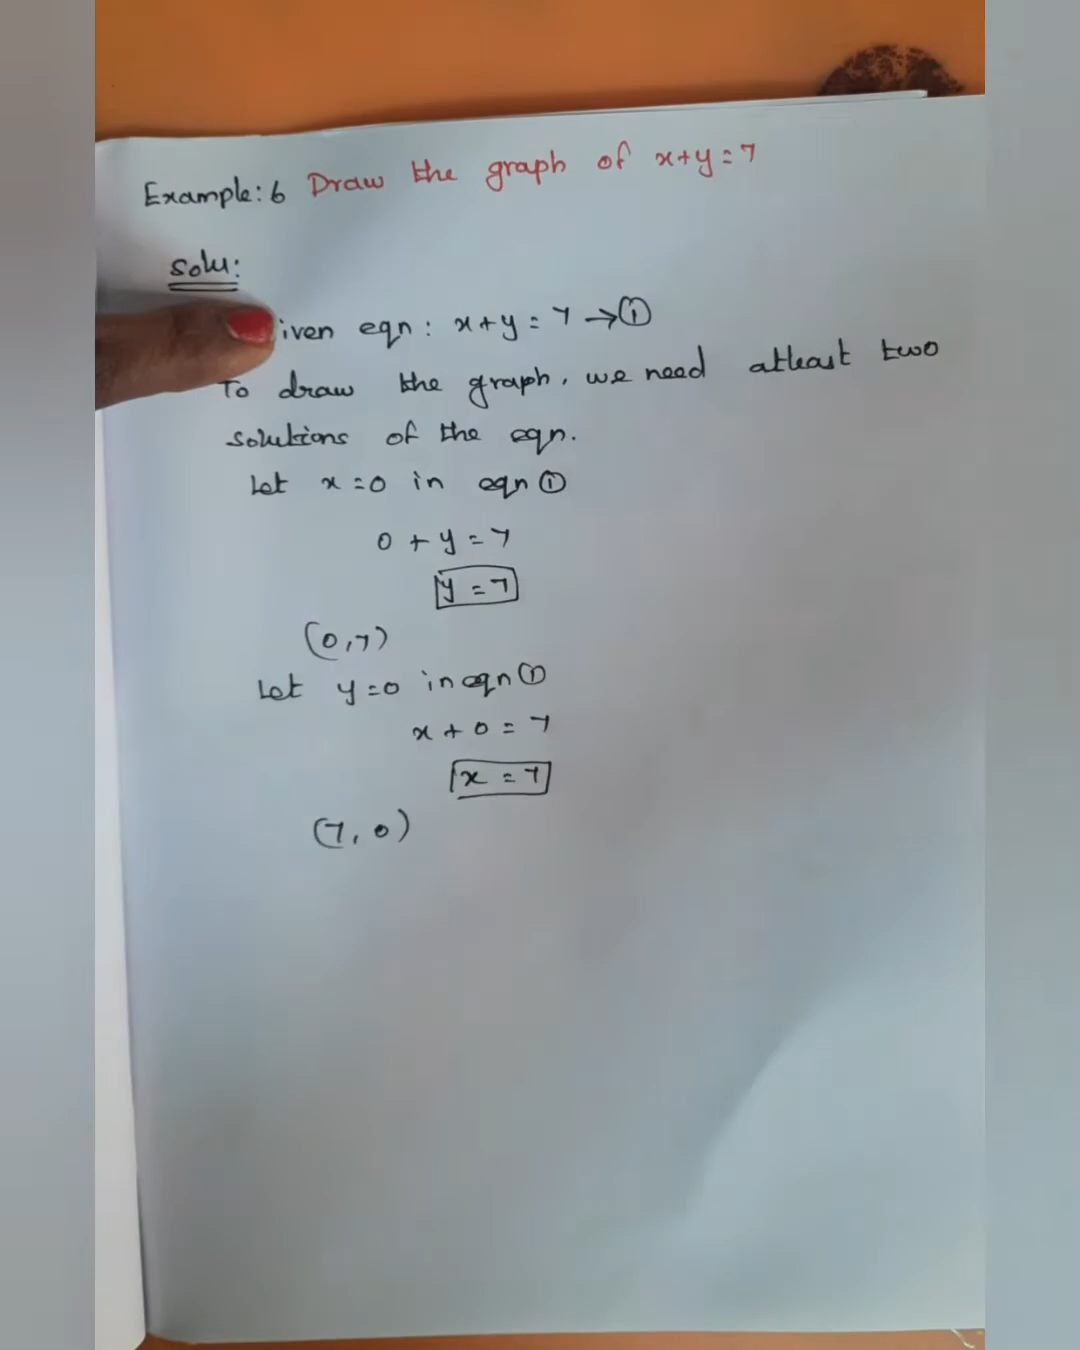 Example: 6 Draw the graph of x+y=7
Solu:
iven eqn: x+y=7 →①
To draw the graph, we need atleast two
solutions of the eqn.
Let x=0 in eqn ①
0+y=7
y=7
(0,7)
Let y=0 in eqn ①
x+0=7
x=7
(7,0)